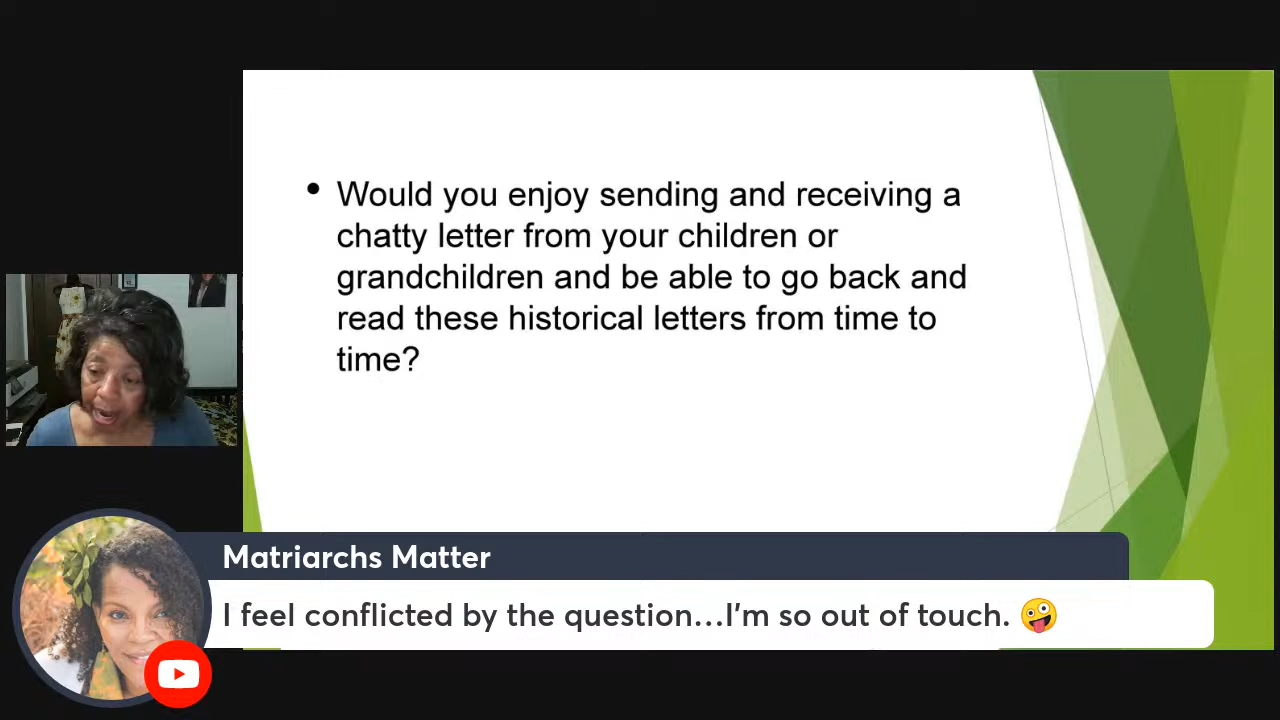 • Would you enjoy sending and receiving a
chatty letter from your children or
grandchildren and be able to go back and
read these historical letters from time to
time?
Matriarchs Matter
I feel conflicted by the question...I'm so out of touch. 🤪